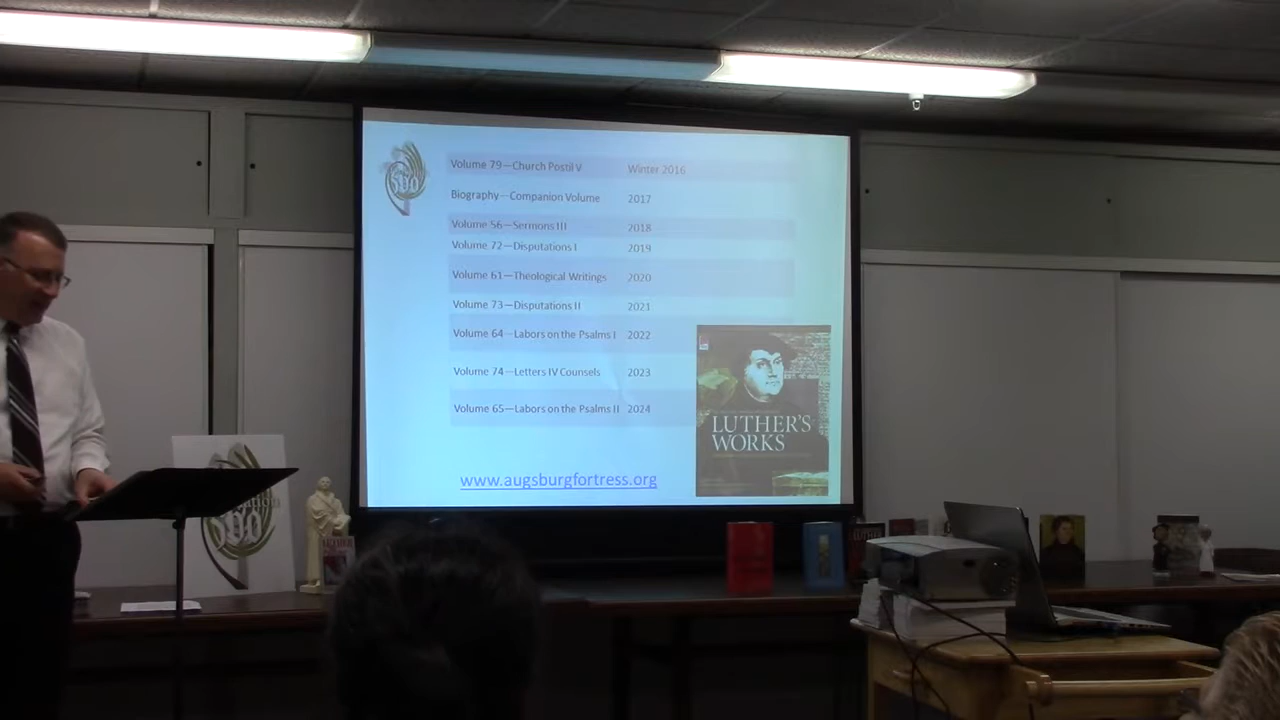 Volume 79—Church Postil V Winter 2016
Biography—Companion Volume 2017
Volume 56—Sermons III 2018
Volume 72—Disputations I 2019
Volume 61—Theological Writings 2020
Volume 73—Disputations II 2021
Volume 64—Labors on the Psalms I 2022
Volume 74—Letters IV Counsels 2023
Volume 65—Labors on the Psalms II 2024
LUTHER'S
WORKS
www.augsburgfortress.org
500
500
LUTHER